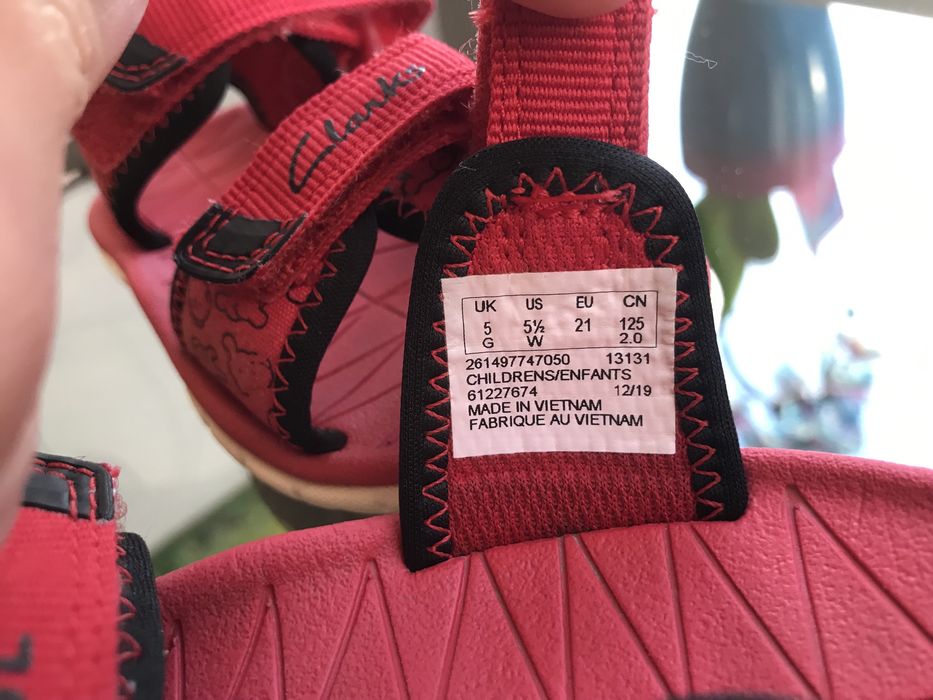 Clarks
UK US EU CN
5 5½ 21 125
G W 2.0
261497747050 13131
CHILDRENS/ENFANTS
61227674 12/19
MADE IN VIETNAM
FABRIQUE AU VIETNAM